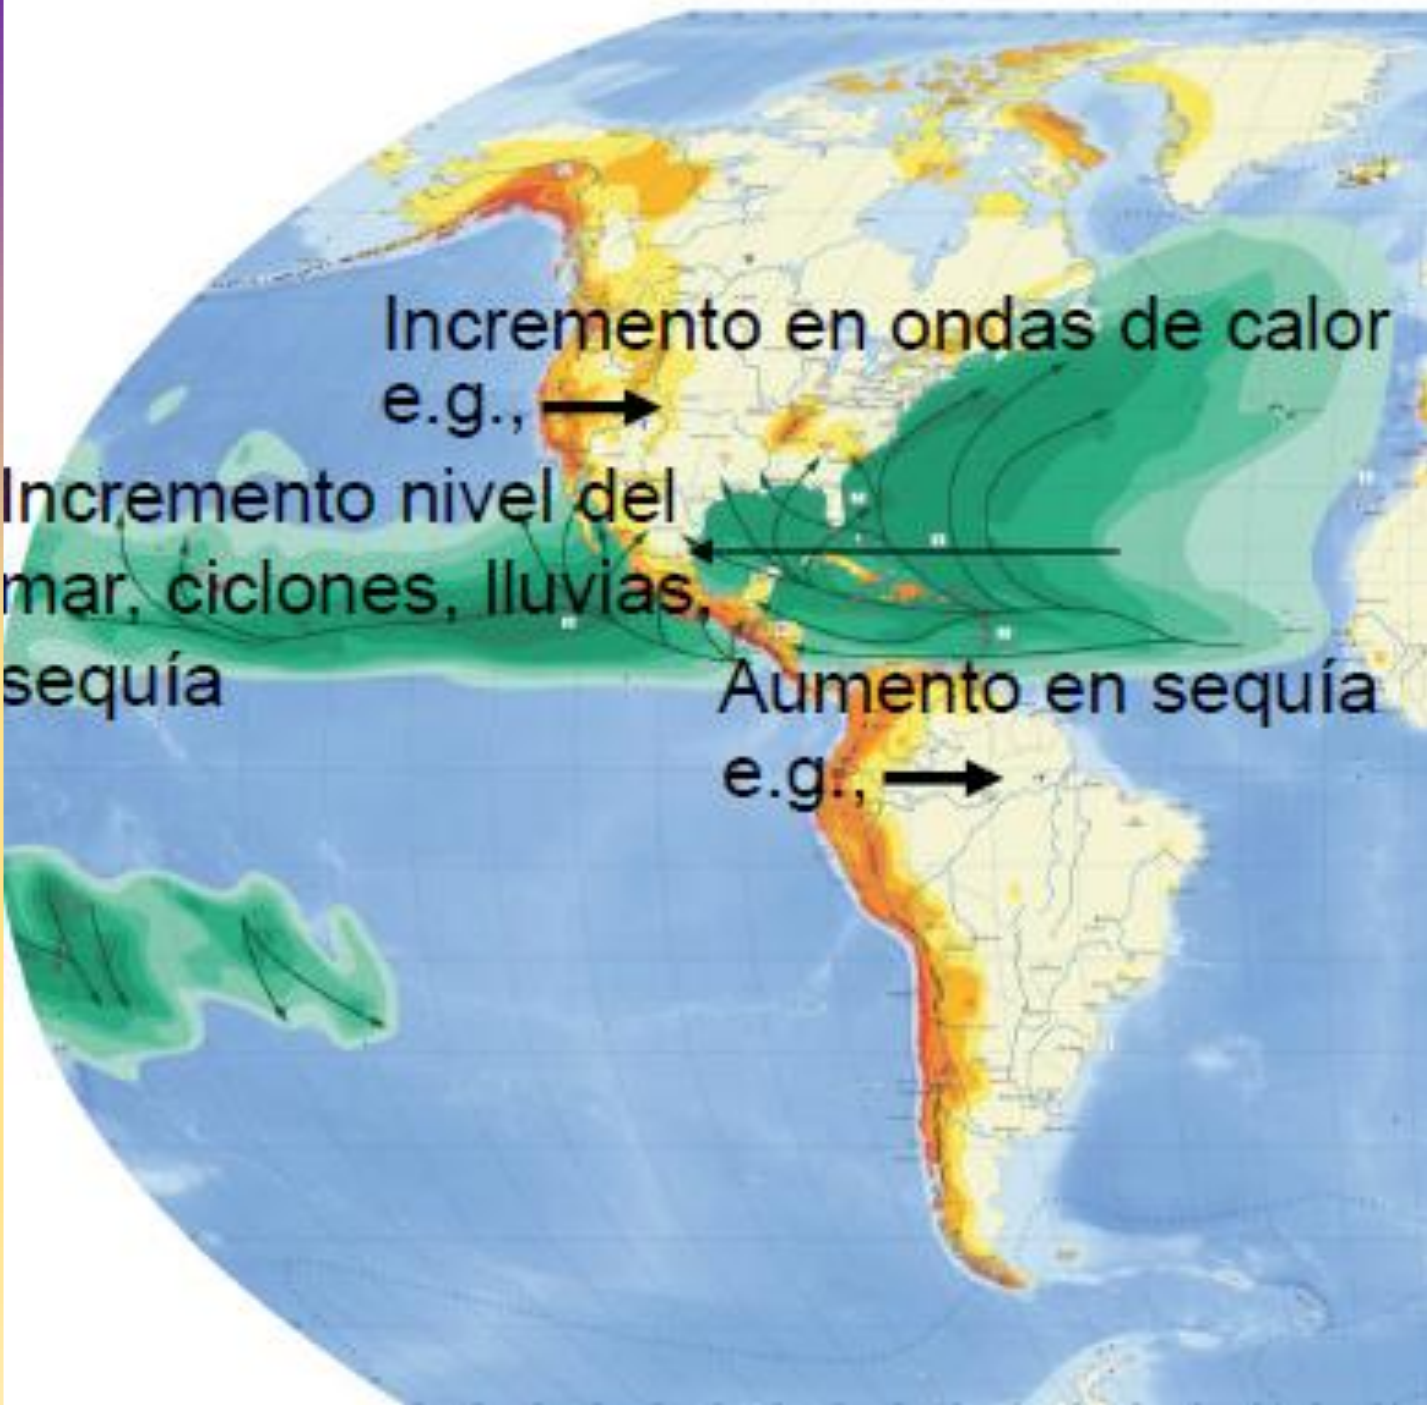 Incremento en ondas de calor
e.g.,
Incremento nivel del
mar, ciclones, lluvias,
sequía
Aumento en sequía
e.g.,